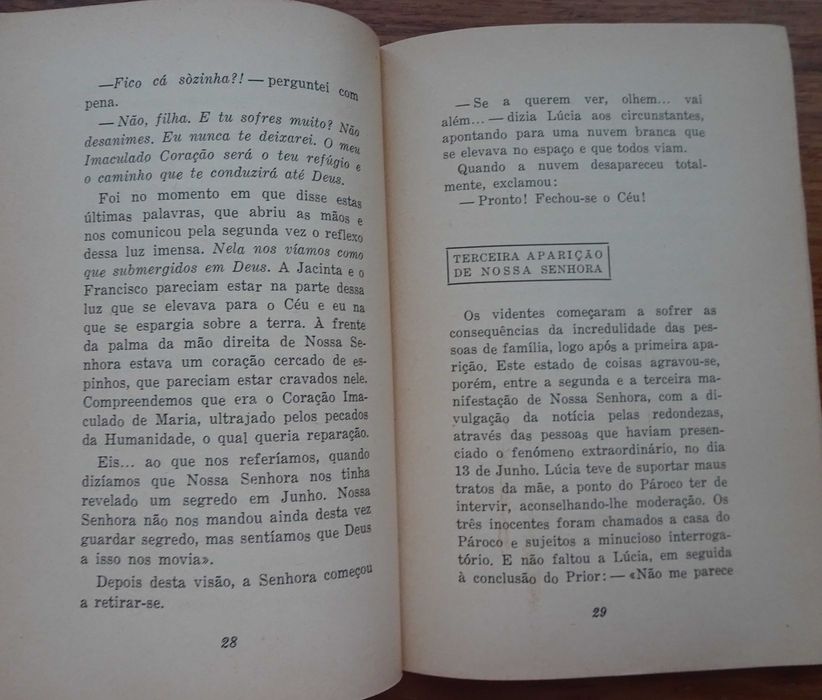 —Fico cá sòzinha?! — perguntei com
pena.
— Não, filha. E tu sofres muito? Não
desanimes. Eu nunca te deixarei. O meu
Imaculado Coração será o teu refúgio e
o caminho que te conduzirá até Deus.
Foi no momento em que disse estas
últimas palavras, que abriu as mãos e
nos comunicou pela segunda vez o reflexo
dessa luz imensa. Nela nos víamos como
que submergidos em Deus. A Jacinta e o
Francisco pareciam estar na parte dessa
luz que se elevava para o Céu e eu na
que se espargia sobre a terra. À frente
da palma da mão direita de Nossa Se-
nhora estava um coração cercado de es-
pinhos, que pareciam estar cravados nele.
Compreendemos que era o Coração Ima-
culado de Maria, ultrajado pelos pecados
da Humanidade, o qual queria reparação.
Eis... ao que nos referíamos, quando
dizíamos que Nossa Senhora nos tinha
revelado um segredo em Junho. Nossa
Senhora não nos mandou ainda desta vez
guardar segredo, mas sentíamos que Deus
a isso nos movia».
Depois desta visão, a Senhora começou
a retirar-se.
28
— Se a querem ver, olhem... vai
além... — dizia Lúcia aos circunstantes,
apontando para uma nuvem branca que
se elevava no espaço e que todos viam.
Quando a nuvem desapareceu total-
mente, exclamou:
— Pronto! Fechou-se o Céu!
TERCEIRA APARIÇÃO
DE NOSSA SENHORA
Os videntes começaram a sofrer as
consequências da incredulidade das pes-
soas de família, logo após a primeira apa-
rição. Este estado de coisas agravou-se,
porém, entre a segunda e a terceira ma-
nifestação de Nossa Senhora, com a di-
vulgação da notícia pelas redondezas,
através das pessoas que haviam presen-
ciado o fenómeno extraordinário, no dia
13 de Junho. Lúcia teve de suportar maus
tratos da mãe, a ponto do Pároco ter de
intervir, aconselhando-lhe moderação. Os
três inocentes foram chamados a casa do
Pároco e sujeitos a minucioso interroga-
tório. E não faltou a Lúcia, em seguida
à conclusão do Prior: — «Não me parece
29